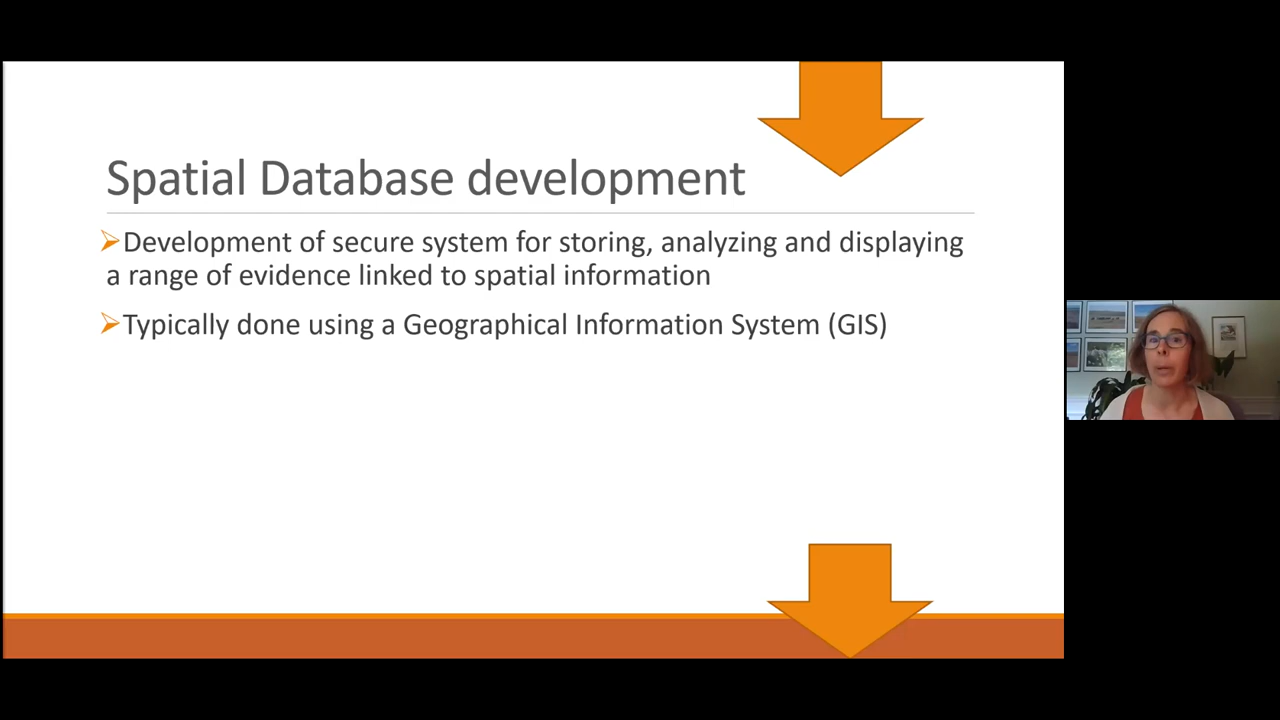 Spatial Database development
Development of secure system for storing, analyzing and displaying
a range of evidence linked to spatial information
Typically done using a Geographical Information System (GIS)